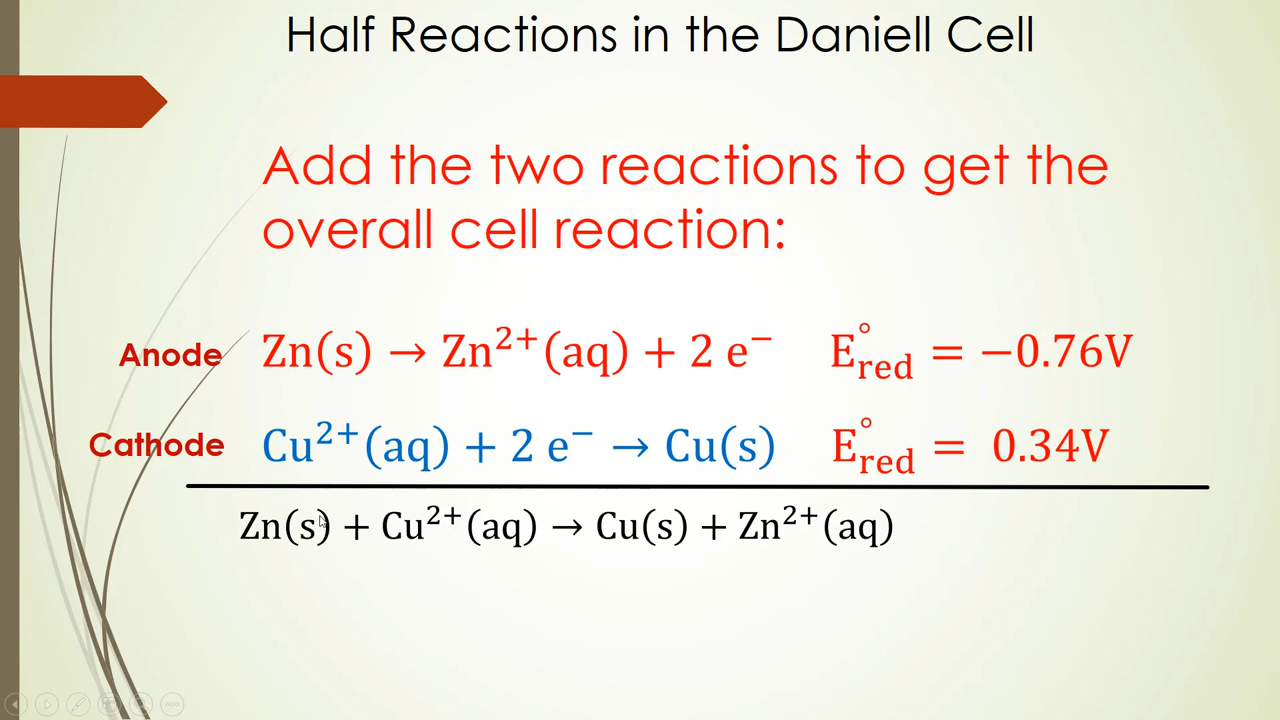 Half Reactions in the Daniell Cell
Add the two reactions to get the
overall cell reaction:
Anode Zn(s) → Zn²⁺(aq) + 2 e⁻ E°red = −0.76V
Cathode Cu²⁺(aq) + 2 e⁻ → Cu(s) E°red = 0.34V
Zn(s) + Cu²⁺(aq) → Cu(s) + Zn²⁺(aq)